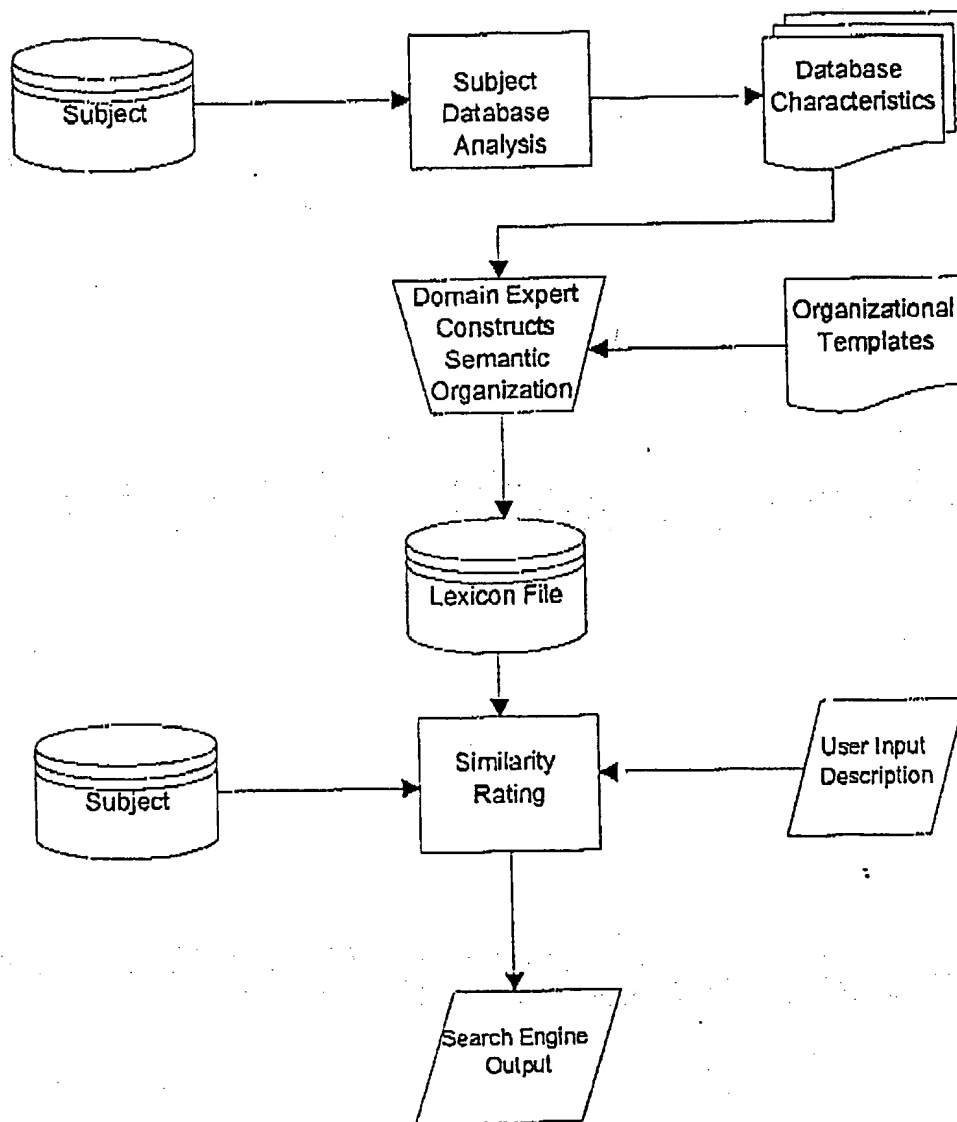 Subject
Subject
Database
Analysis
Database
Characteristics
Domain Expert
Constructs
Semantic
Organization
Organizational
Templates
Lexicon File
Subject
Similarity
Rating
User Input
Description
Search Engine
Output